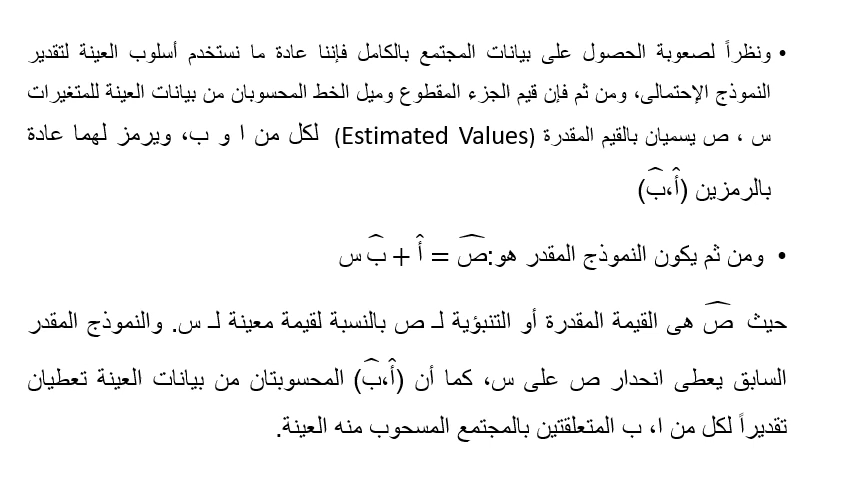 • ونظراً لصعوبة الحصول على بيانات المجتمع بالكامل فإننا عادة ما نستخدم أسلوب العينة لتقدير
النموذج الإحتمالى، ومن ثم فإن قيم الجزء المقطوع وميل الخط المحسوبان من بيانات العينة للمتغيرات
س ، ص يسميان بالقيم المقدرة (Estimated Values) لكل من ا و ب، ويرمز لهما عادة
بالرمزين (أ̂،ب̂)
• ومن ثم يكون النموذج المقدر هو:ص̂ = أ̂ + ب̂ س
حيث ص̂ هى القيمة المقدرة أو التنبؤية لـ ص بالنسبة لقيمة معينة لـ س. والنموذج المقدر
السابق يعطى انحدار ص على س، كما أن (أ̂،ب̂) المحسوبتان من بيانات العينة تعطيان
تقديراً لكل من ا، ب المتعلقتين بالمجتمع المسحوب منه العينة.